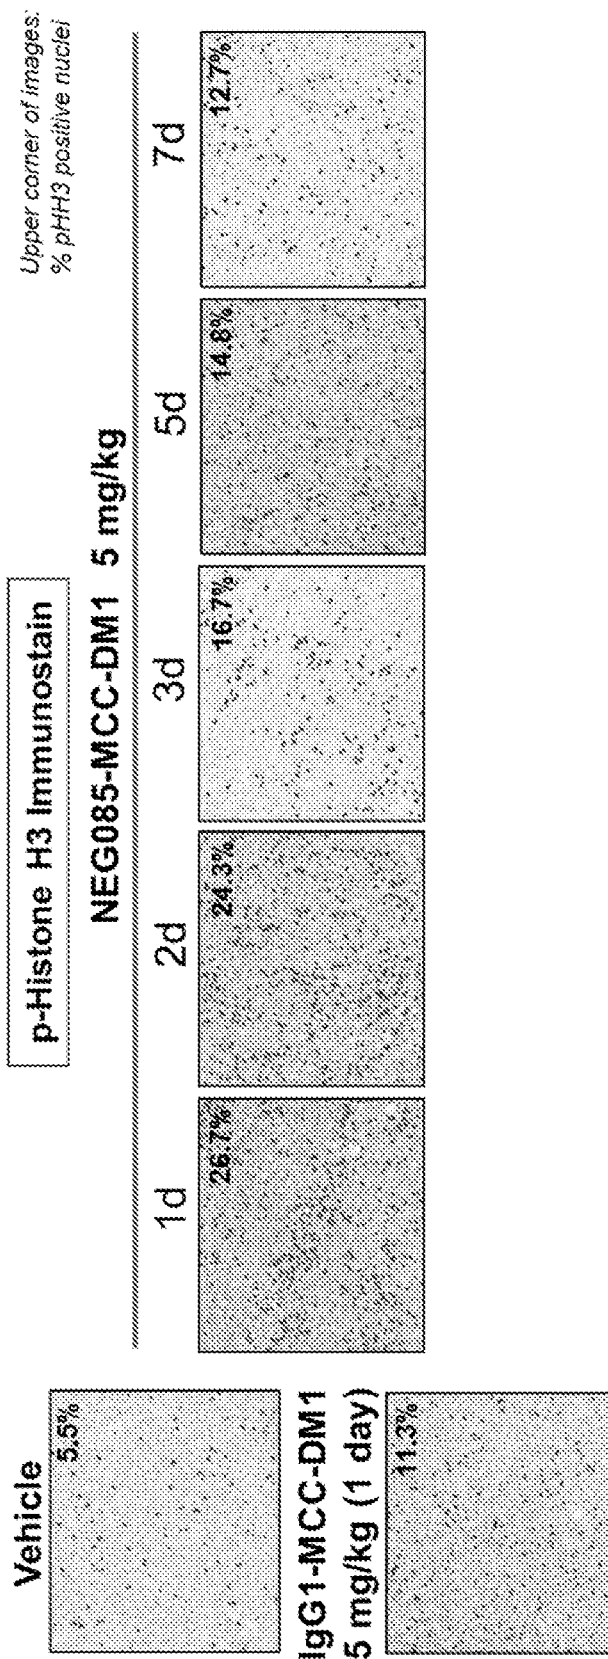 p-Histone H3 Immunostain
Upper corner of images:
% pHH3 positive nuclei
Vehicle
5.5%
IgG1-MCC-DM1
5 mg/kg (1 day)
11.3%
NEG085-MCC-DM1 5 mg/kg
1d
2d
3d
5d
7d
26.7%
24.3%
16.7%
14.8%
12.7%